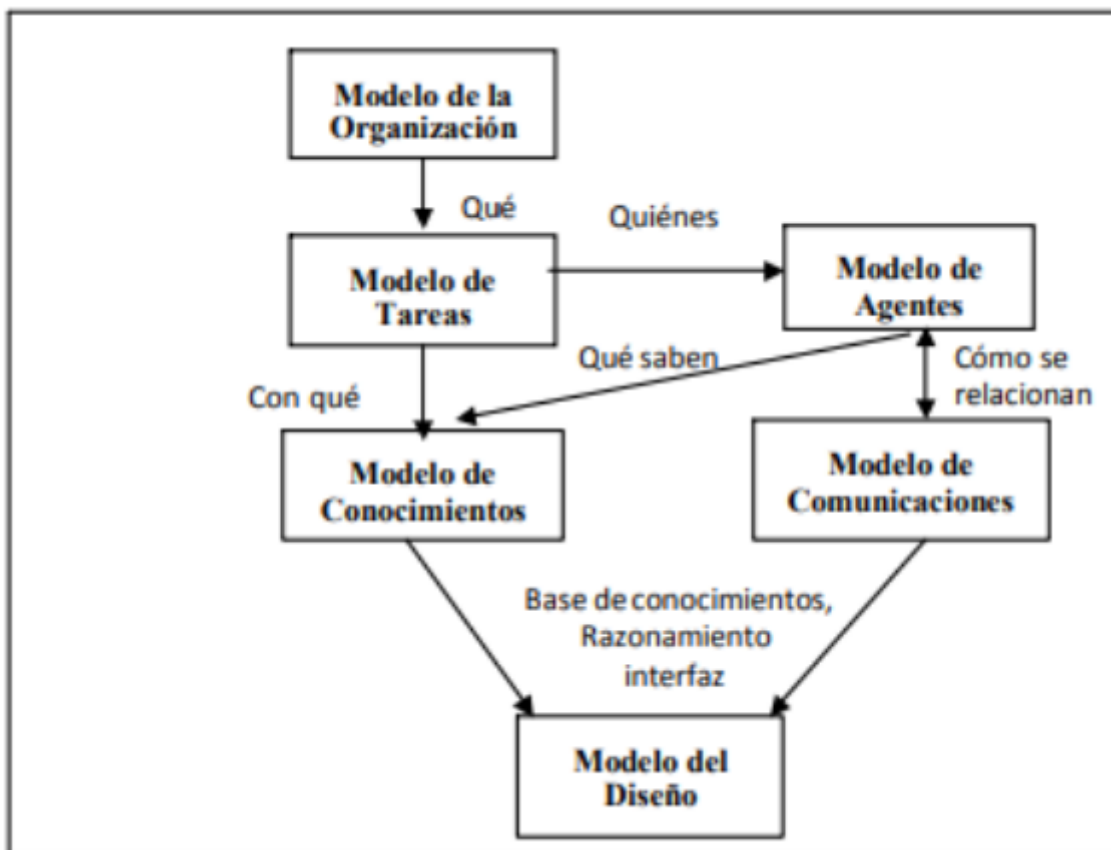 Modelo de la
Organización
Qué
Quiénes
Modelo de
Tareas
Modelo de
Agentes
Qué saben
Cómo se
relacionan
Con qué
Modelo de
Conocimientos
Modelo de
Comunicaciones
Base de conocimientos,
Razonamiento
interfaz
Modelo del
Diseño